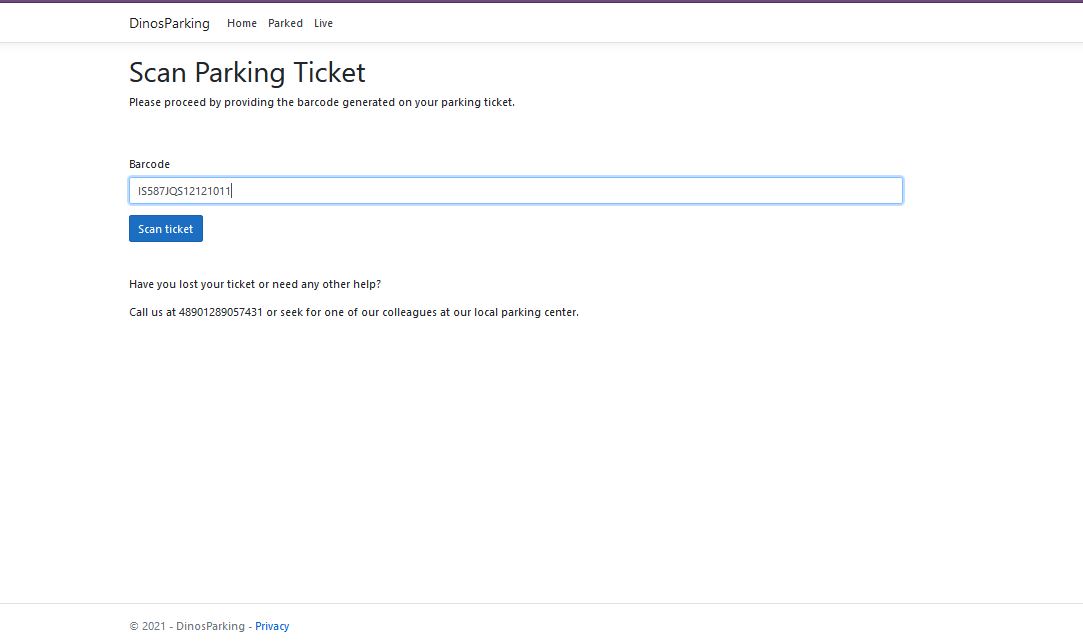 DinosParking Home Parked Live
Scan Parking Ticket
Please proceed by providing the barcode generated on your parking ticket.
Barcode
IS587JQS12121011
Scan ticket
Have you lost your ticket or need any other help?
Call us at 48901289057431 or seek for one of our colleagues at our local parking center.
© 2021 - DinosParking - Privacy